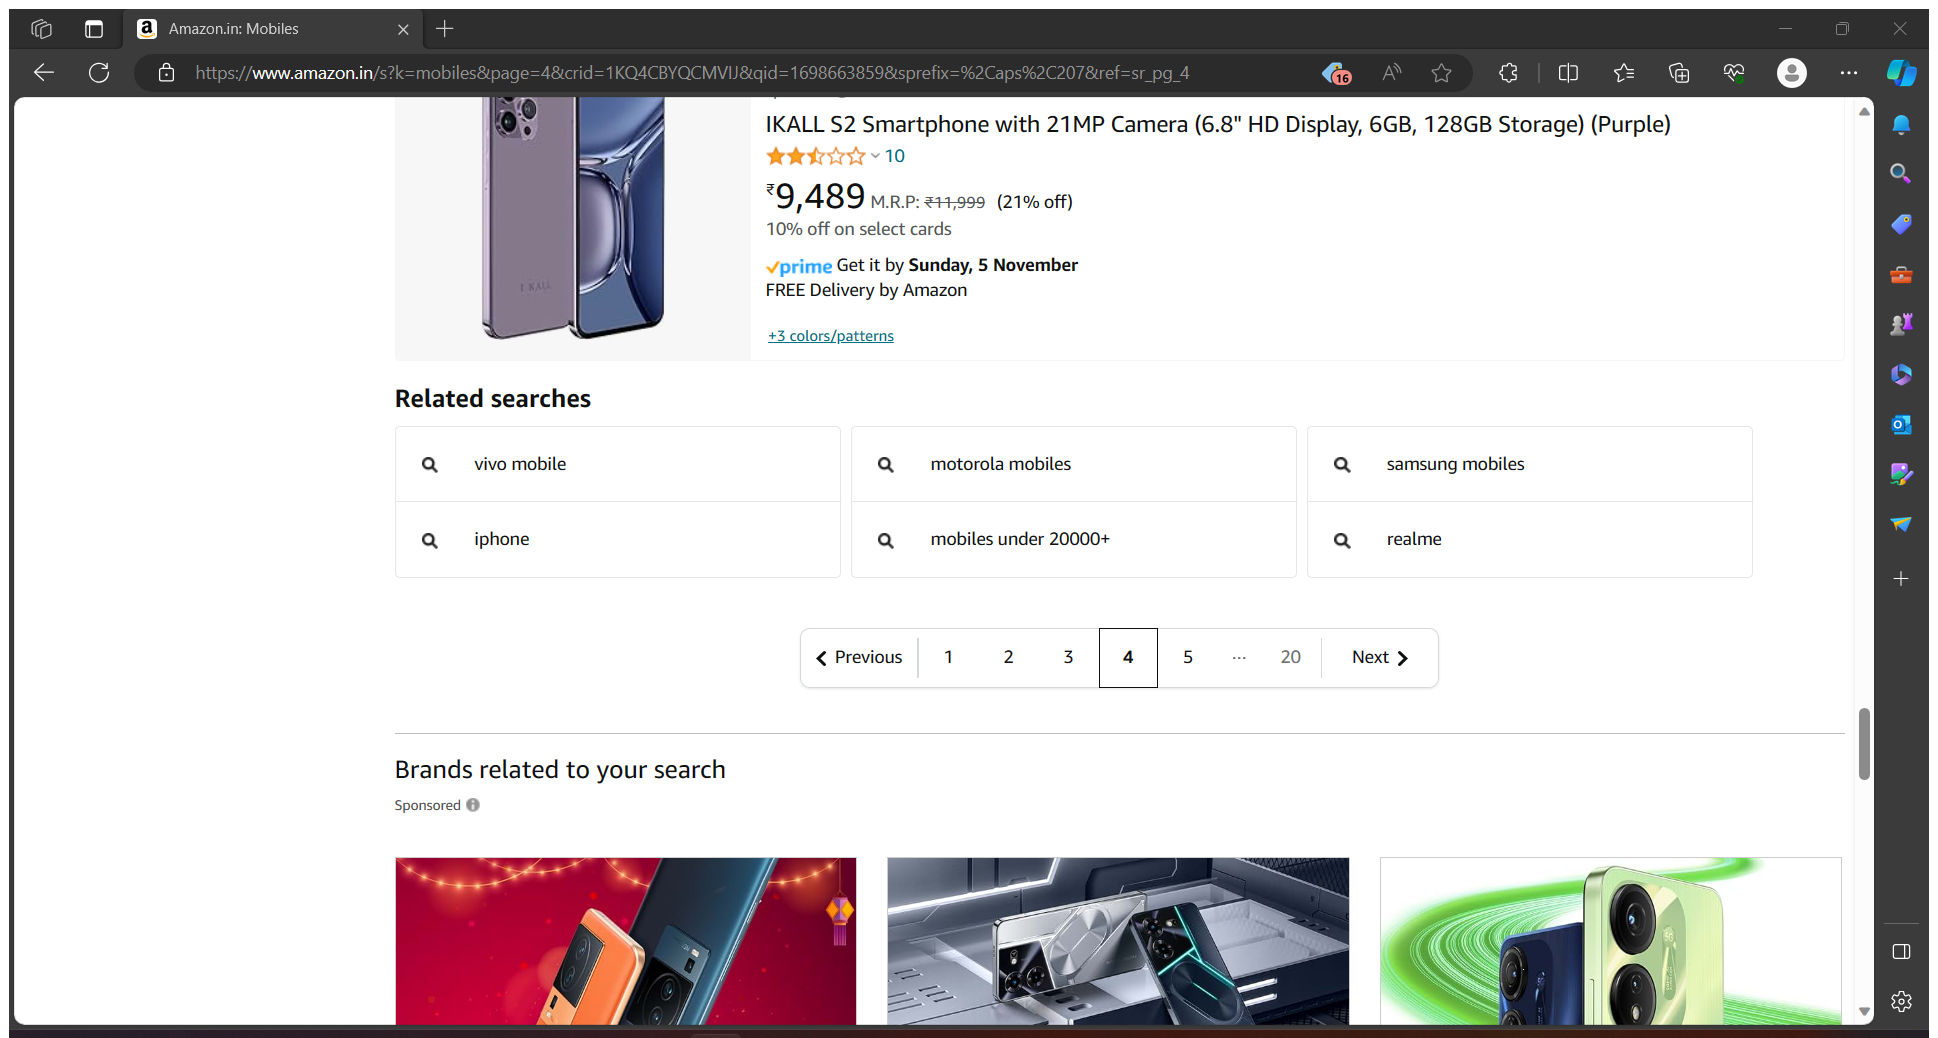 Amazon.in: Mobiles
https://www.amazon.in/s?k=mobiles&page=4&crid=1KQ4CBYQCMVIJ&qid=1698663859&sprefix=%2Caps%2C207&ref=sr_pg_4
16
IKALL S2 Smartphone with 21MP Camera (6.8" HD Display, 6GB, 128GB Storage) (Purple)
10
₹9,489 M.R.P: ₹11,999 (21% off)
10% off on select cards
prime Get it by Sunday, 5 November
FREE Delivery by Amazon
+3 colors/patterns
IKALL
Related searches
vivo mobile
motorola mobiles
samsung mobiles
iphone
mobiles under 20000+
realme
Previous 1 2 3 4 5 ... 20 Next
Brands related to your search
Sponsored